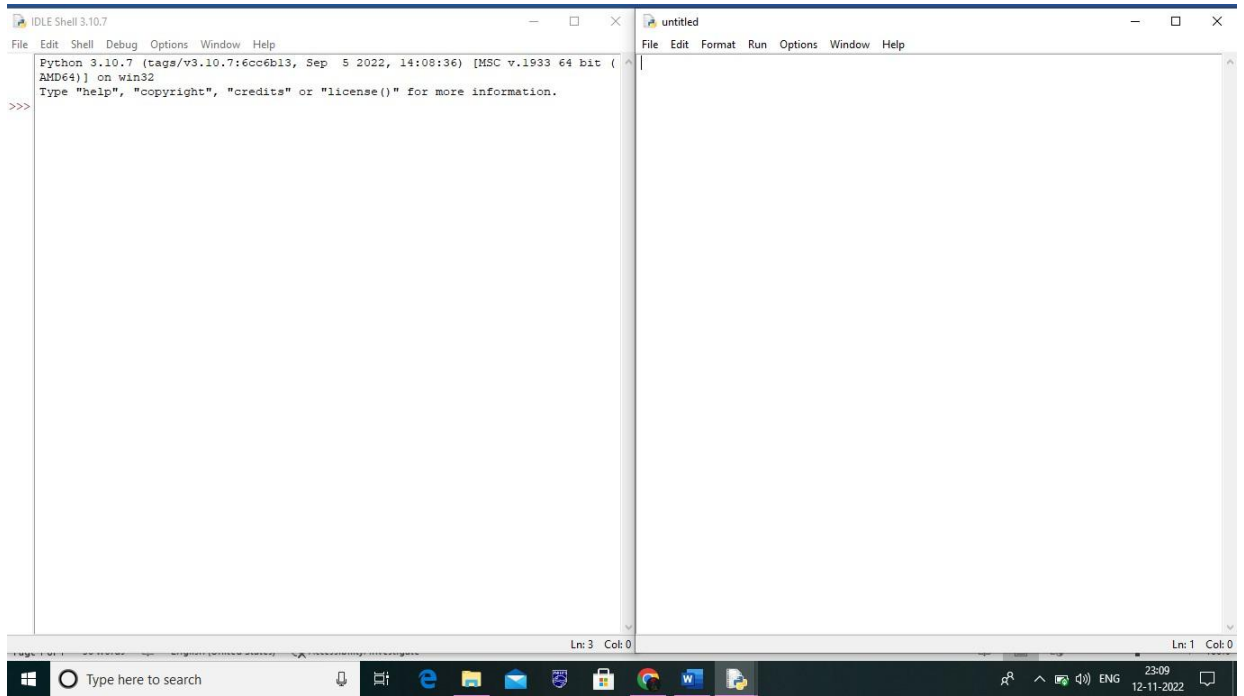 IDLE Shell 3.10.7
File Edit Shell Debug Options Window Help
Python 3.10.7 (tags/v3.10.7:6cc6b13, Sep  5 2022, 14:08:36) [MSC v.1933 64 bit (
AMD64)] on win32
Type "help", "copyright", "credits" or "license()" for more information.
>>>
Ln: 3 Col: 0
untitled
File Edit Format Run Options Window Help
Ln: 1 Col: 0
Type here to search
ENG
23:09
12-11-2022